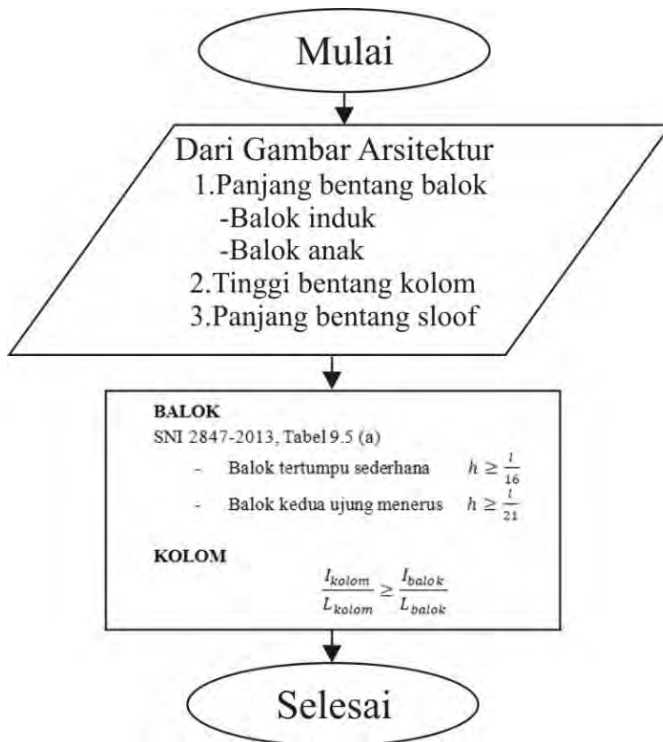 Mulai
Dari Gambar Arsitektur
1.Panjang bentang balok
-Balok induk
-Balok anak
2.Tinggi bentang kolom
3.Panjang bentang sloof
BALOK
SNI 2847-2013, Tabel 9.5 (a)
- Balok tertumpu sederhana h ≥ l/16
- Balok kedua ujung menerus h ≥ l/21
KOLOM
I_kolom/L_kolom ≥ I_balok/L_balok
Selesai